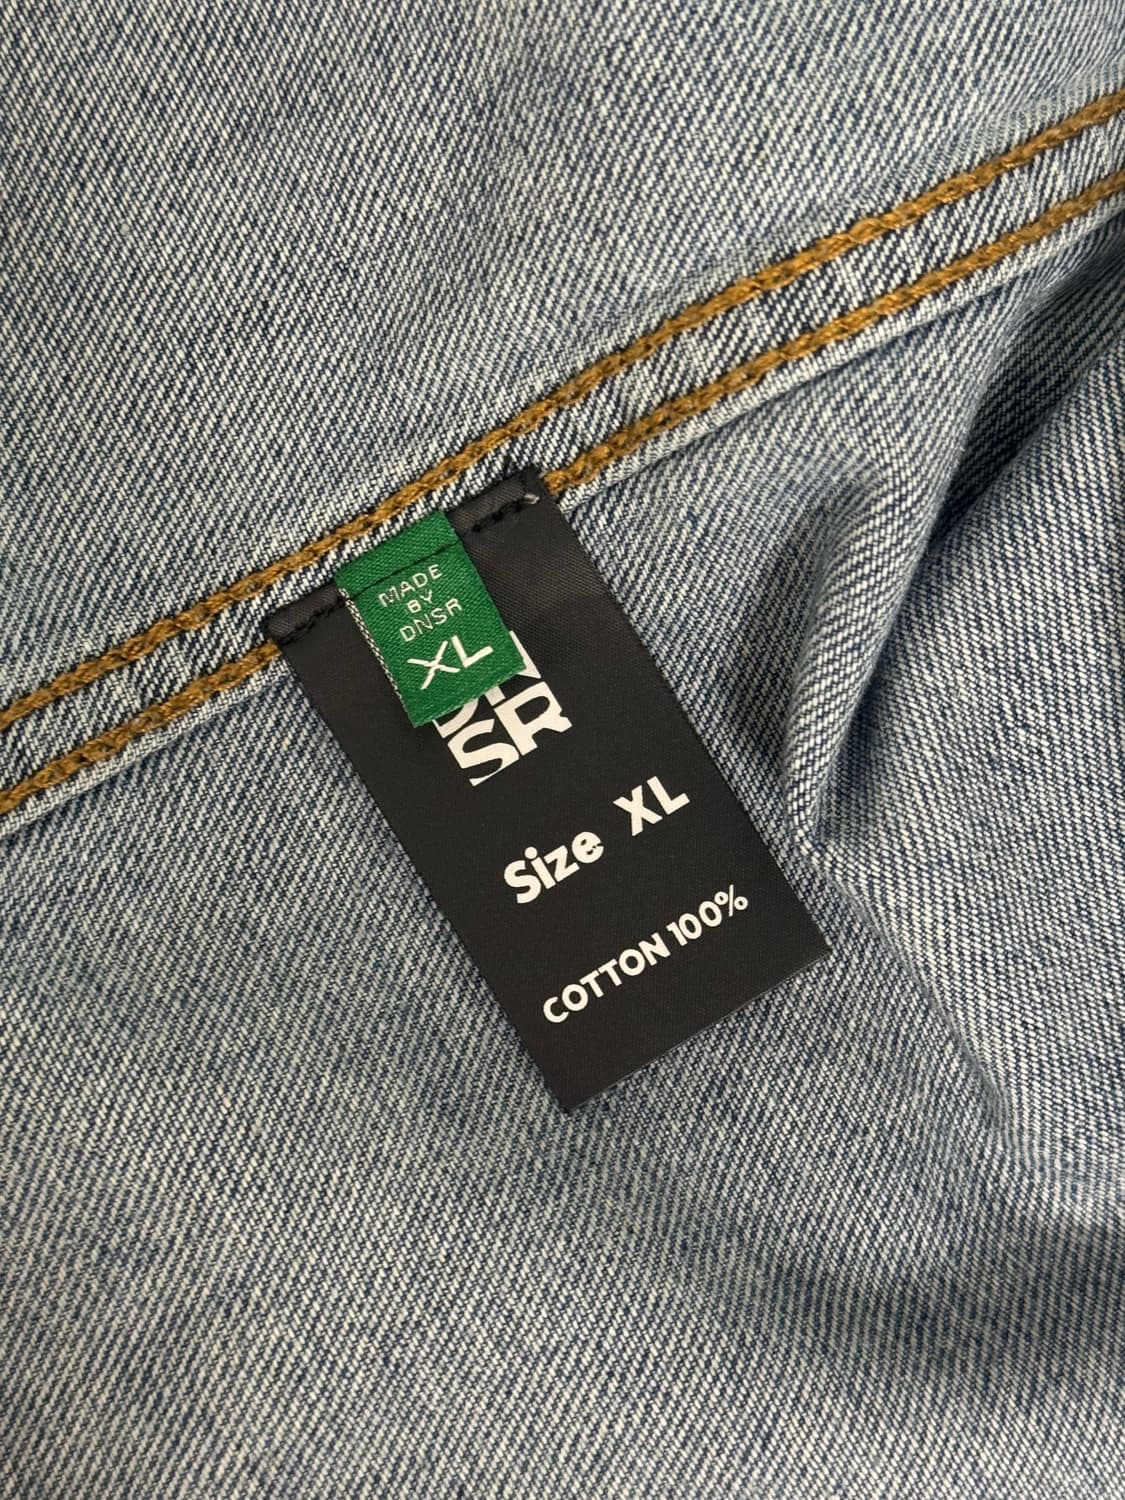 MADE
BY
DNSR
XL
SR
Size XL
COTTON 100%